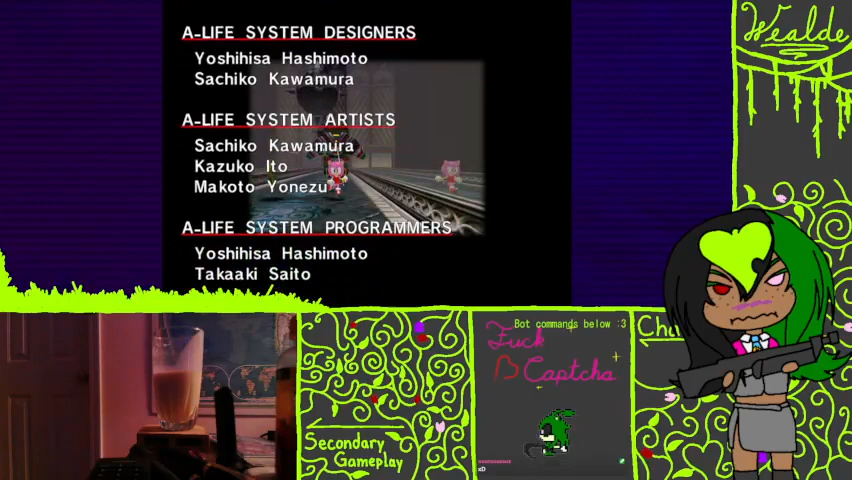 A-LIFE SYSTEM DESIGNERS
Yoshihisa Hashimoto
Sachiko Kawamura
A-LIFE SYSTEM ARTISTS
Sachiko Kawamura
Kazuko Ito
Makoto Yonezu
A-LIFE SYSTEM PROGRAMMERS
Yoshihisa Hashimoto
Takaaki Saito
Wealde
Bot commands below :3
Fuck
Captcha
Cha
Secondary
Gameplay
xD